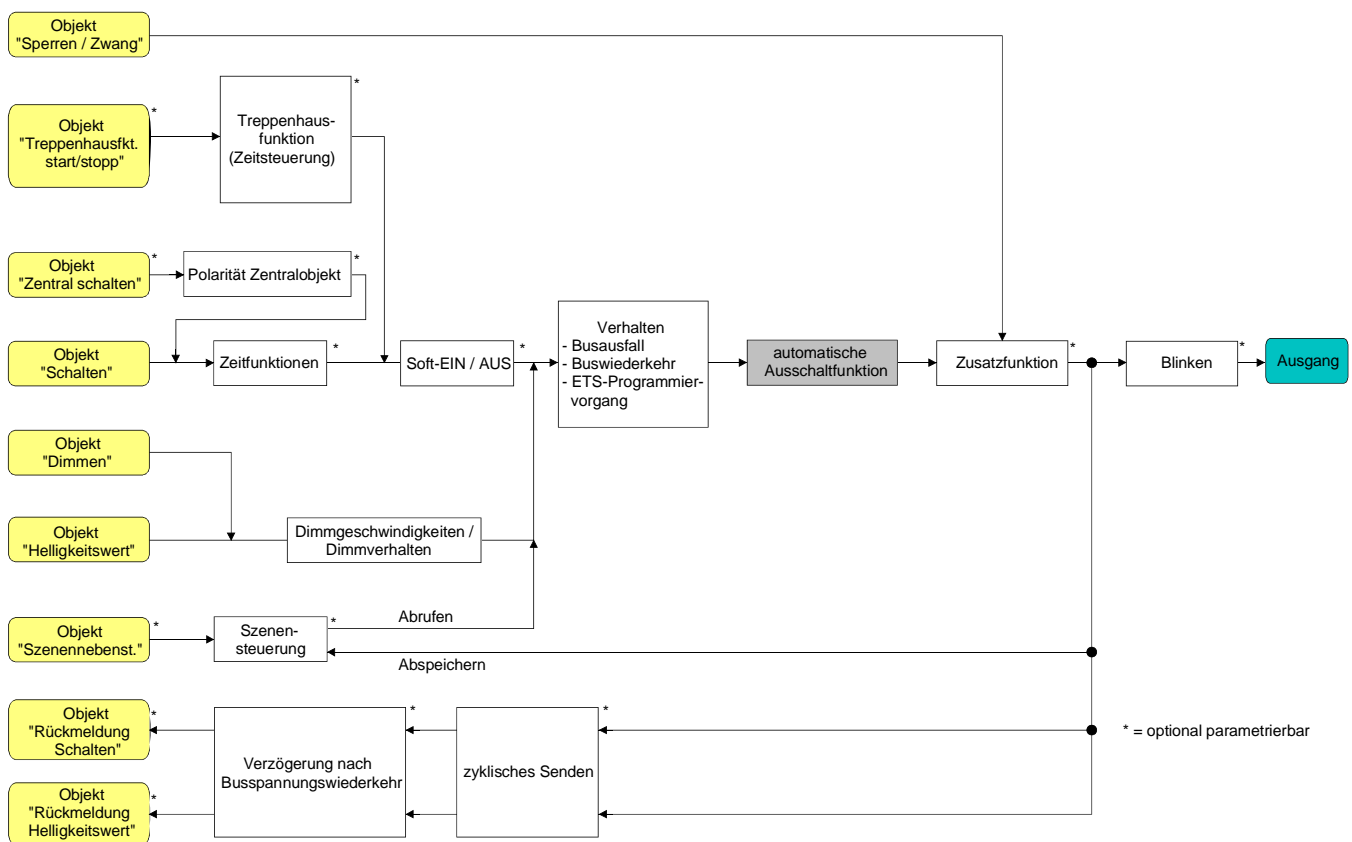 Objekt
"Sperren / Zwang"
*
Objekt
"Treppenhausfkt.
start/stopp"
*
Treppenhaus-
funktion
(Zeitsteuerung)
*
Objekt
"Zentral schalten"
*
Polarität Zentralobjekt
*
Objekt
"Schalten"
Zeitfunktionen
*
Soft-EIN / AUS
*
Verhalten
- Busausfall
- Buswiederkehr
- ETS-Programmier-
vorgang
automatische
Ausschaltfunktion
Zusatzfunktion
*
Blinken
*
Ausgang
Objekt
"Dimmen"
Objekt
"Helligkeitswert"
Dimmgeschwindigkeiten /
Dimmverhalten
Objekt
"Szenennebenst."
*
Szenen-
steuerung
*
Abrufen
Abspeichern
Objekt
"Rückmeldung
Schalten"
*
Objekt
"Rückmeldung
Helligkeitswert"
*
Verzögerung nach
Busspannungswiederkehr
*
zyklisches Senden
*
* = optional parametrierbar